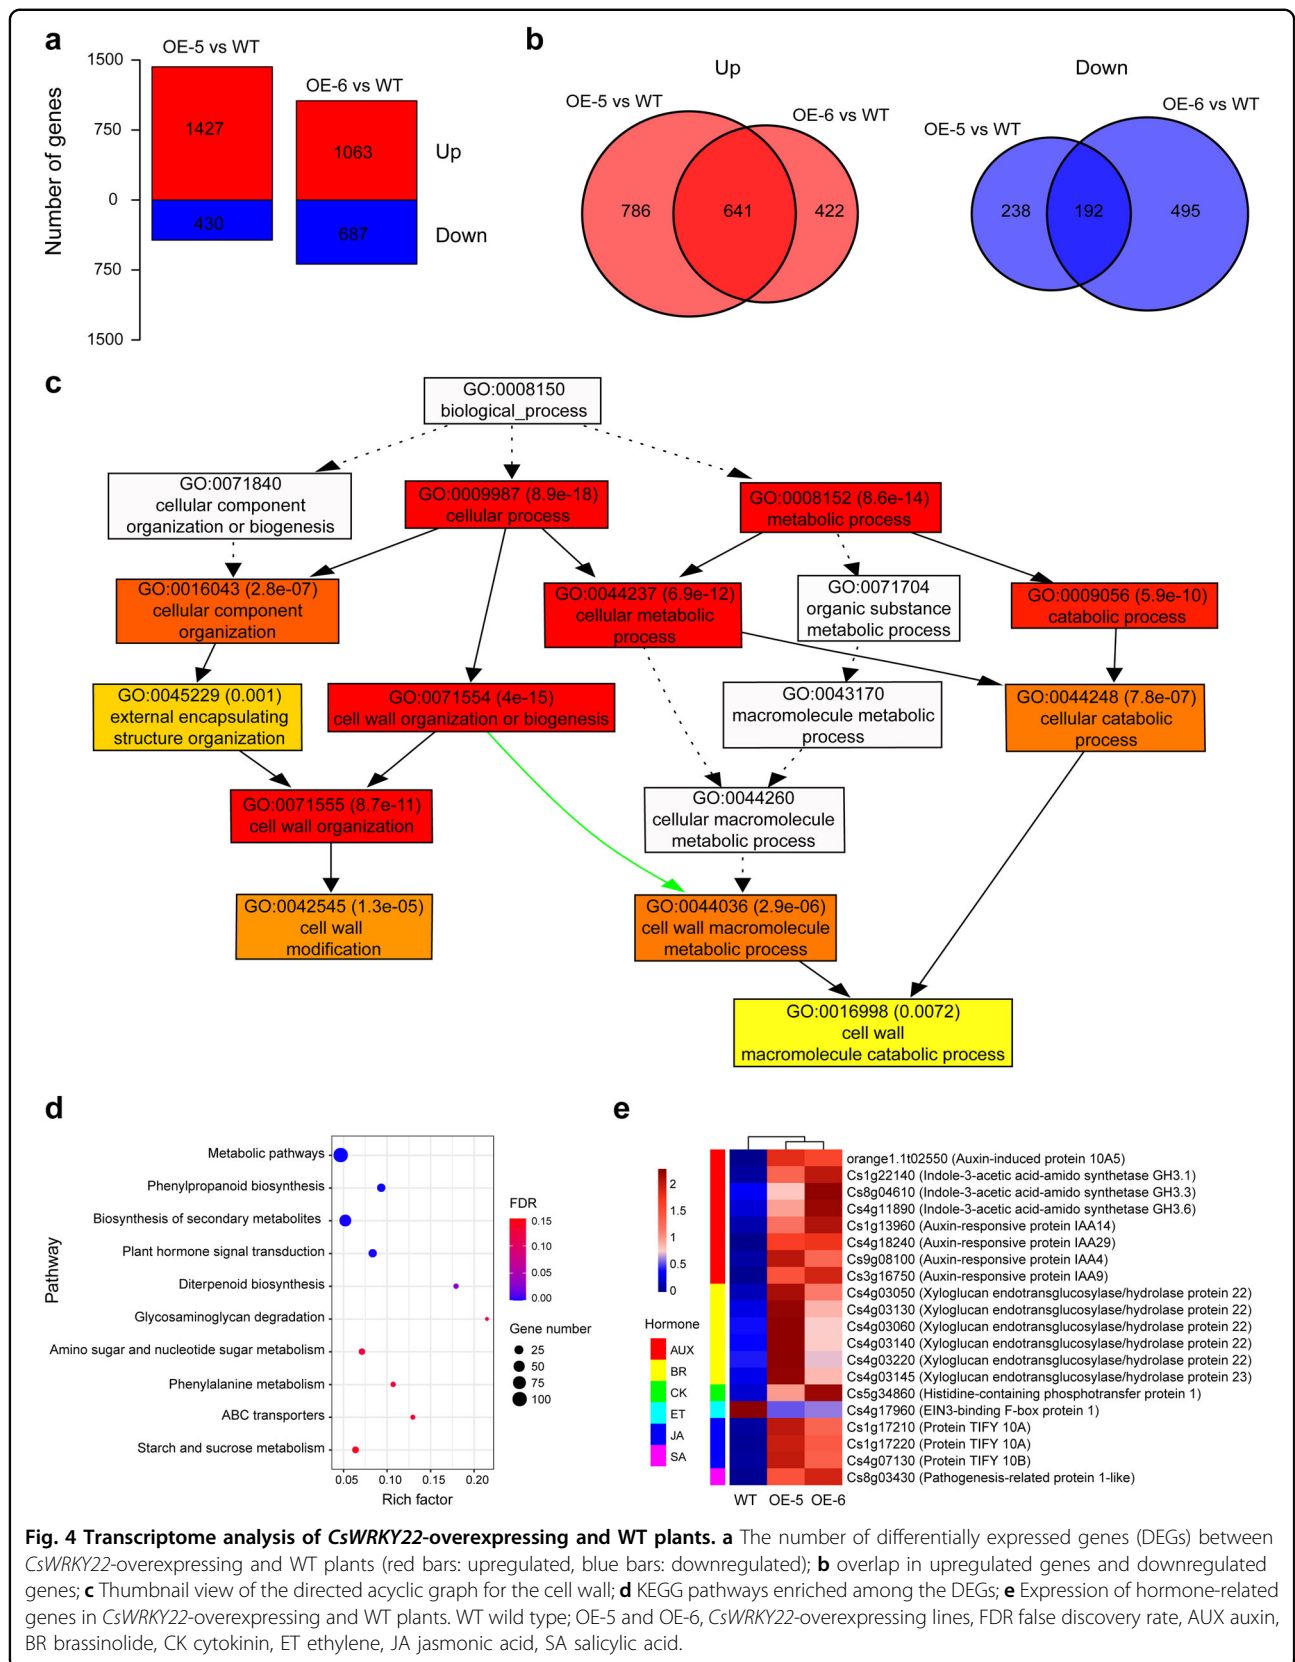 a
OE-5 vs WT
OE-6 vs WT
Number of genes
1500
750
0
750
1500
1427
1063
430
687
Up
Down
b
Up
OE-5 vs WT
OE-6 vs WT
786
641
422
Down
OE-5 vs WT
OE-6 vs WT
238
192
495
c
GO:0008150
biological_process
GO:0071840
cellular component
organization or biogenesis
GO:0009987 (8.9e-18)
cellular process
GO:0008152 (8.6e-14)
metabolic process
GO:0016043 (2.8e-07)
cellular component
organization
GO:0044237 (6.9e-12)
cellular metabolic
process
GO:0071704
organic substance
metabolic process
GO:0009056 (5.9e-10)
catabolic process
GO:0045229 (0.001)
external encapsulating
structure organization
GO:0071554 (4e-15)
cell wall organization or biogenesis
GO:0043170
macromolecule metabolic
process
GO:0044248 (7.8e-07)
cellular catabolic
process
GO:0071555 (8.7e-11)
cell wall organization
GO:0044260
cellular macromolecule
metabolic process
GO:0042545 (1.3e-05)
cell wall
modification
GO:0044036 (2.9e-06)
cell wall macromolecule
metabolic process
GO:0016998 (0.0072)
cell wall
macromolecule catabolic process
d
Pathway
Metabolic pathways
Phenylpropanoid biosynthesis
Biosynthesis of secondary metabolites
Plant hormone signal transduction
Diterpenoid biosynthesis
Glycosaminoglycan degradation
Amino sugar and nucleotide sugar metabolism
Phenylalanine metabolism
ABC transporters
Starch and sucrose metabolism
0.05 0.10 0.15 0.20
Rich factor
FDR
0.15
0.10
0.05
0.00
Gene number
25
50
75
100
e
2
1.5
1
0.5
0
Hormone
AUX
BR
CK
ET
JA
SA
orange1.1t02550 (Auxin-induced protein 10A5)
Cs1g22140 (Indole-3-acetic acid-amido synthetase GH3.1)
Cs8g04610 (Indole-3-acetic acid-amido synthetase GH3.3)
Cs4g11890 (Indole-3-acetic acid-amido synthetase GH3.6)
Cs1g13960 (Auxin-responsive protein IAA14)
Cs4g18240 (Auxin-responsive protein IAA29)
Cs9g08100 (Auxin-responsive protein IAA4)
Cs3g16750 (Auxin-responsive protein IAA9)
Cs4g03050 (Xyloglucan endotransglucosylase/hydrolase protein 22)
Cs4g03130 (Xyloglucan endotransglucosylase/hydrolase protein 22)
Cs4g03060 (Xyloglucan endotransglucosylase/hydrolase protein 22)
Cs4g03140 (Xyloglucan endotransglucosylase/hydrolase protein 22)
Cs4g03220 (Xyloglucan endotransglucosylase/hydrolase protein 22)
Cs4g03145 (Xyloglucan endotransglucosylase/hydrolase protein 23)
Cs5g34860 (Histidine-containing phosphotransfer protein 1)
Cs4g17960 (EIN3-binding F-box protein 1)
Cs1g17210 (Protein TIFY 10A)
Cs1g17220 (Protein TIFY 10A)
Cs4g07130 (Protein TIFY 10B)
Cs8g03430 (Pathogenesis-related protein 1-like)
WT OE-5 OE-6
Fig. 4 Transcriptome analysis of CsWRKY22-overexpressing and WT plants. a The number of differentially expressed genes (DEGs) between
CsWRKY22-overexpressing and WT plants (red bars: upregulated, blue bars: downregulated); b overlap in upregulated genes and downregulated
genes; c Thumbnail view of the directed acyclic graph for the cell wall; d KEGG pathways enriched among the DEGs; e Expression of hormone-related
genes in CsWRKY22-overexpressing and WT plants. WT wild type; OE-5 and OE-6, CsWRKY22-overexpressing lines, FDR false discovery rate, AUX auxin,
BR brassinolide, CK cytokinin, ET ethylene, JA jasmonic acid, SA salicylic acid.